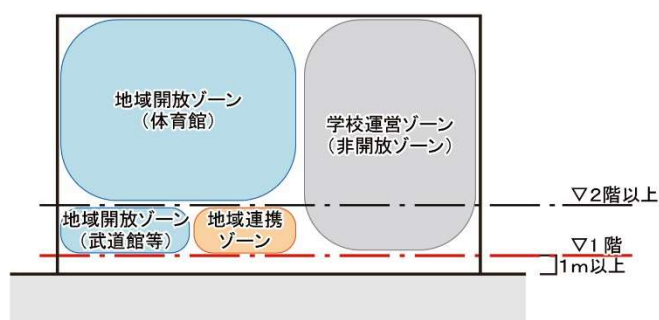 地域開放ゾーン
（体育館）
学校運営ゾーン
（非開放ゾーン）
▽2階以上
地域開放ゾーン
（武道館等）
地域連携
ゾーン
▽1階
1m以上